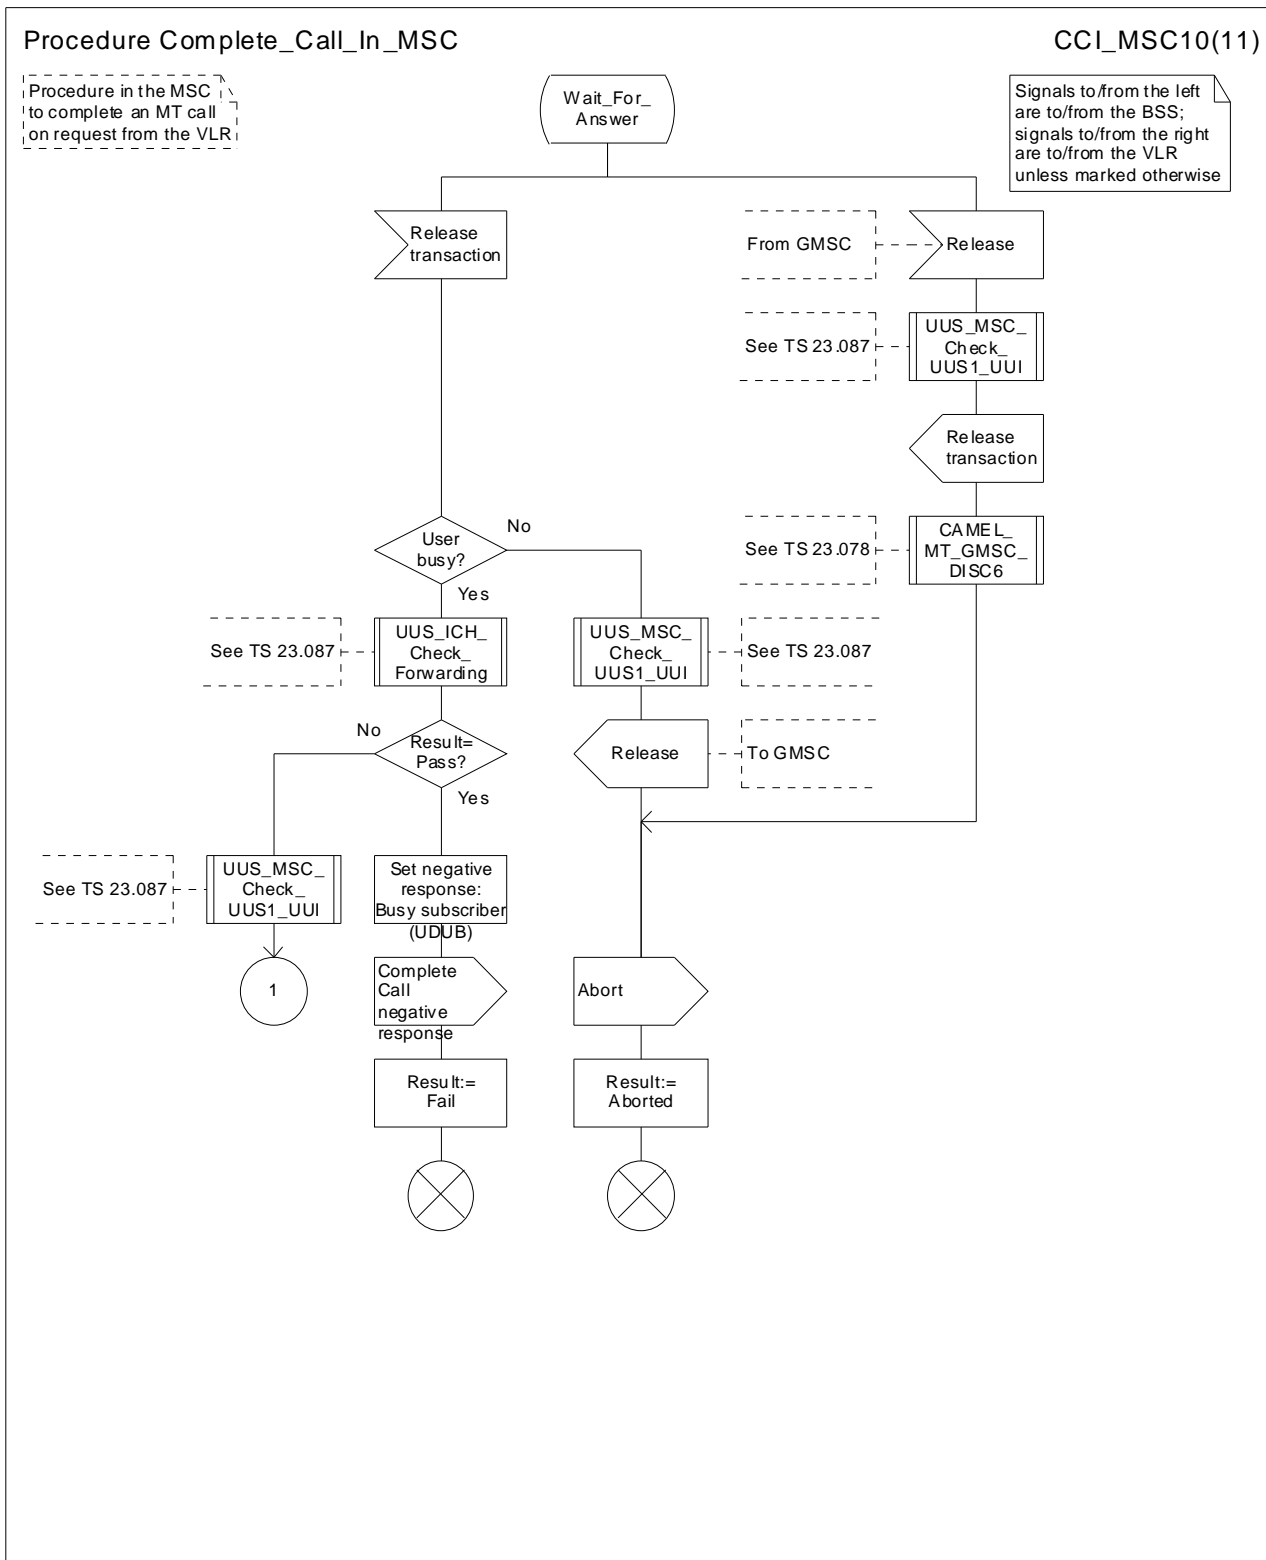 Procedure Complete_Call_In_MSC
CCI_MSC10(11)
Procedure in the MSC
to complete an MT call
on request from the VLR
Wait_For_
Answer
Signals to/from the left
are to/from the BSS;
signals to/from the right
are to/from the VLR
unless marked otherwise
Release
transaction
From GMSC
Release
See TS 23.087
UUS_MSC_
Check_
UUS1_UUI
Release
transaction
User
busy?
No
Yes
See TS 23.078
CAMEL_
MT_GMSC_
DISC6
See TS 23.087
UUS_ICH_
Check_
Forwarding
UUS_MSC_
Check_
UUS1_UUI
See TS 23.087
No
Result=
Pass?
Yes
Release
To GMSC
See TS 23.087
UUS_MSC_
Check_
UUS1_UUI
Set negative
response:
Busy subscriber
(UDUB)
1
Complete
Call
negative
response
Abort
Result:=
Fail
Result:=
Aborted